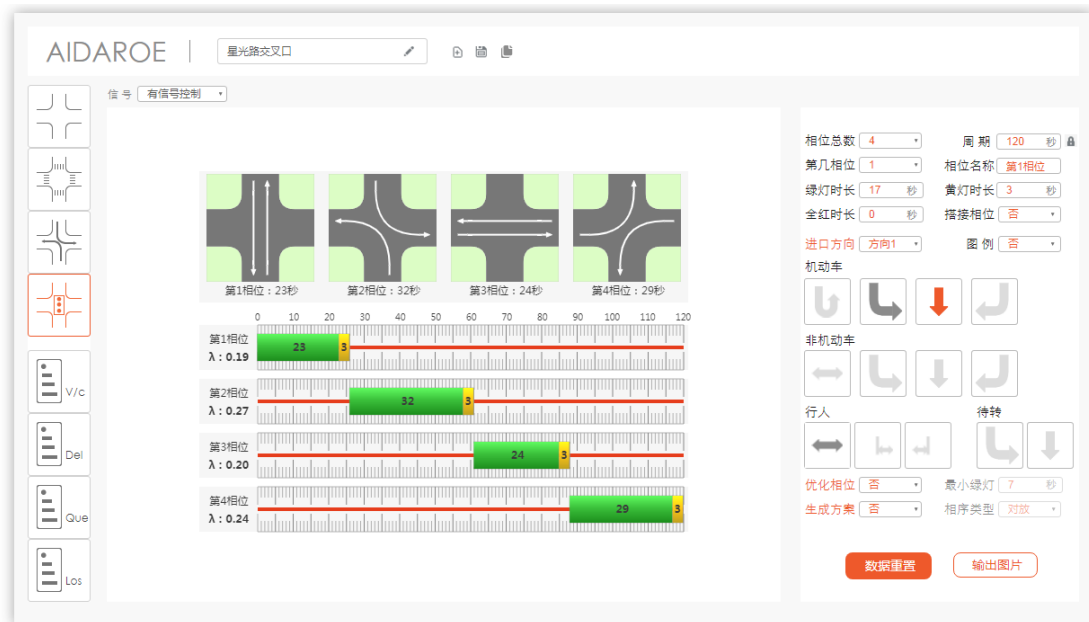 AIDAROE
星光路交叉口
信 号 有信号控制
V/c
Del
Que
Los
第1相位：23秒 第2相位：32秒 第3相位：24秒 第4相位：29秒
0 10 20 30 40 50 60 70 80 90 100 110 120
第1相位
λ：0.19
23 3
第2相位
λ：0.27
32 3
第3相位
λ：0.20
24 3
第4相位
λ：0.24
29 3
相位总数 4 周 期 120 秒
第几相位 1 相位名称 第1相位
绿灯时长 17 秒 黄灯时长 3 秒
全红时长 0 秒 搭接相位 否
进口方向 方向1 图 例 否
机动车
非机动车
行人 待转
优化相位 否 最小绿灯 7 秒
生成方案 否 相序类型 对放
数据重置 输出图片